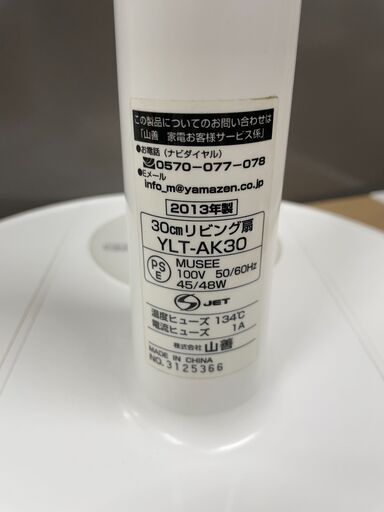 この製品についてのお問い合わせは
「山善 家電お客様サービス係」
●お電話(ナビダイヤル)
0570-077-078
●Eメール
info_m@yamazen.co.jp
2013年製
30cmリビング扇
YLT-AK30
PS
E
MUSEE
100V 50/60Hz
45/48W
JET
温度ヒューズ 134℃
電流ヒューズ 1A
株式会社 山善
MADE IN CHINA
NO.3125366